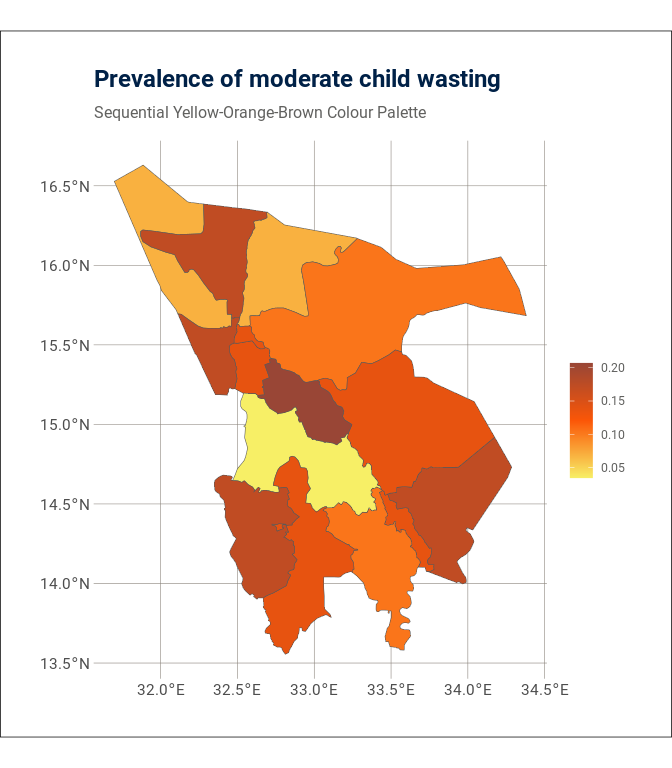 Prevalence of moderate child wasting
Sequential Yellow-Orange-Brown Colour Palette
16.5°N
16.0°N
15.5°N
15.0°N
14.5°N
14.0°N
13.5°N
32.0°E 32.5°E 33.0°E 33.5°E 34.0°E 34.5°E
0.20
0.15
0.10
0.05